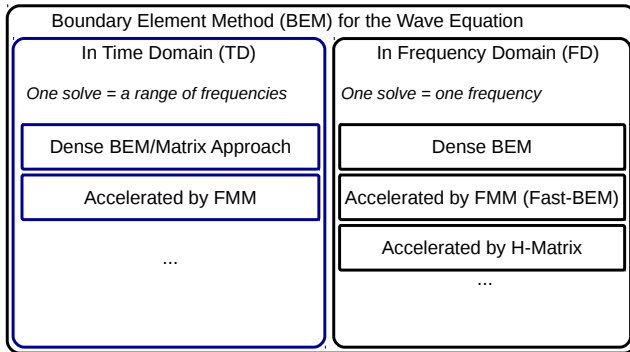 Boundary Element Method (BEM) for the Wave Equation
In Time Domain (TD)
One solve = a range of frequencies
Dense BEM/Matrix Approach
Accelerated by FMM
...
In Frequency Domain (FD)
One solve = one frequency
Dense BEM
Accelerated by FMM (Fast-BEM)
Accelerated by H-Matrix
...